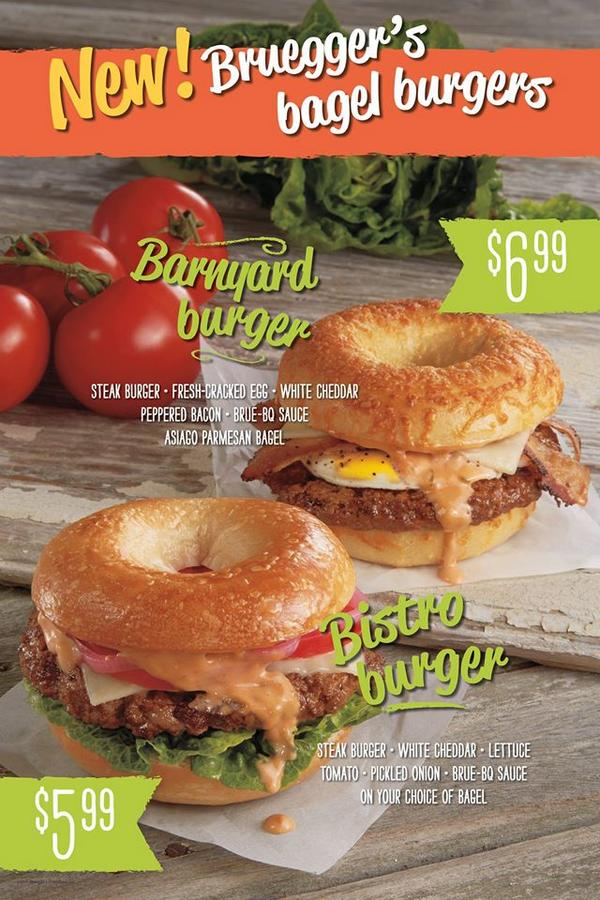 New! Bruegger's
bagel burgers
$6.99
Barnyard
burger
STEAK BURGER • FRESH-CRACKED EGG • WHITE CHEDDAR
PEPPERED BACON • BRUE-BQ SAUCE
ASIAGO PARMESAN BAGEL
Bistro
burger
STEAK BURGER • WHITE CHEDDAR • LETTUCE
TOMATO • PICKLED ONION • BRUE-BQ SAUCE
ON YOUR CHOICE OF BAGEL
$5.99